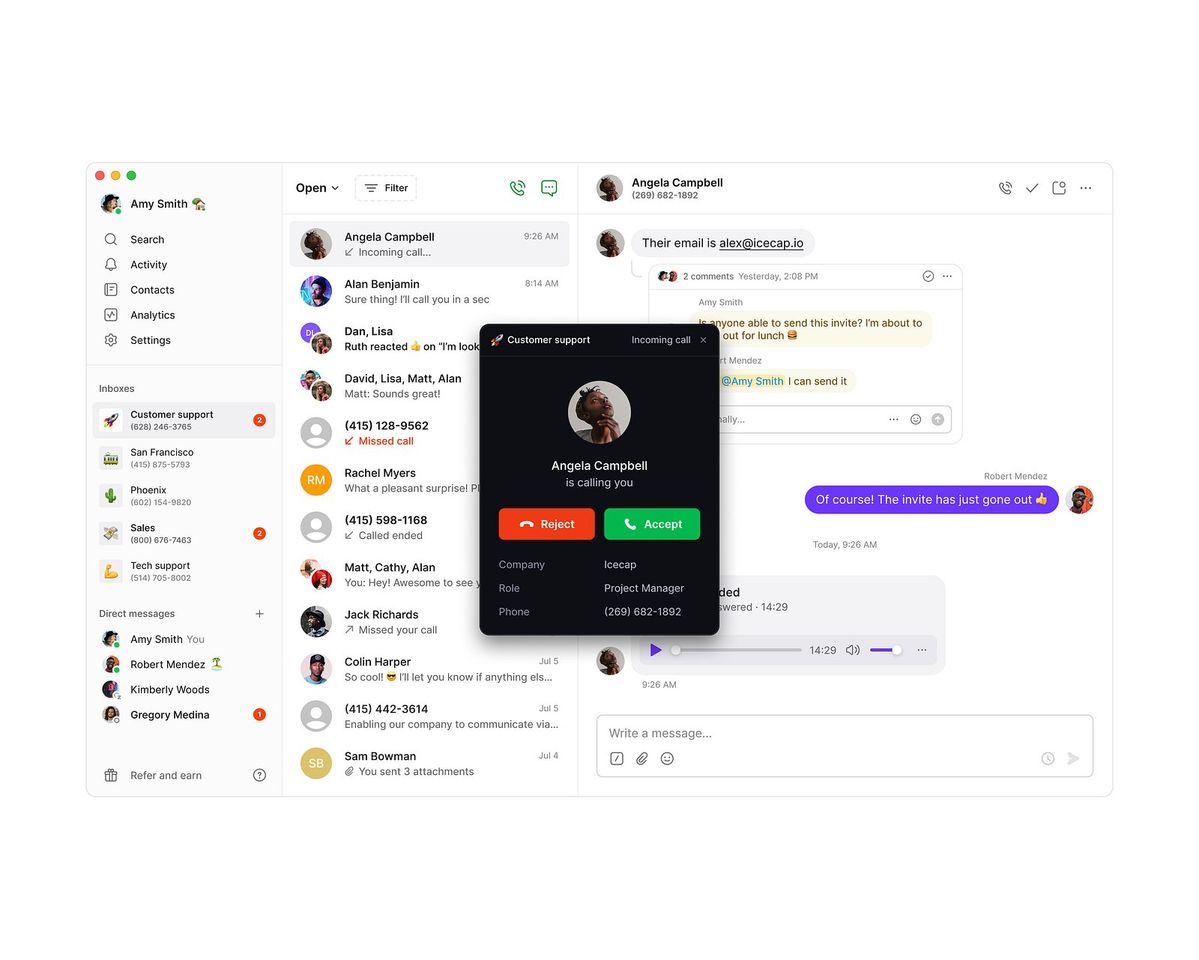 Amy Smith 🏡
Search
Activity
Contacts
Analytics
Settings
Inboxes
Customer support
(628) 246-3765
2
San Francisco
(415) 875-5793
Phoenix
(602) 154-9820
Sales
(800) 676-7463
2
Tech support
(514) 705-8002
Direct messages
Amy Smith You
Robert Mendez 🏝️
Kimberly Woods
Gregory Medina
1
Refer and earn
Open
Filter
Angela Campbell
9:26 AM
Incoming call...
Alan Benjamin
8:14 AM
Sure thing! I'll call you in a sec
DL
Dan, Lisa
Ruth reacted 👍 on "I'm look
David, Lisa, Matt, Alan
Matt: Sounds great!
(415) 128-9562
Missed call
RM
Rachel Myers
What a pleasant surprise!
(415) 598-1168
Called ended
Matt, Cathy, Alan
You: Hey! Awesome to see
Jack Richards
Missed your call
Colin Harper
Jul 5
So cool! 😎 I'll let you know if anything els...
(415) 442-3614
Jul 5
Enabling our company to communicate via...
SB
Sam Bowman
Jul 4
You sent 3 attachments
🚀 Customer support
Incoming call
Angela Campbell
is calling you
Reject
Accept
Company
Icecap
Role
Project Manager
Phone
(269) 682-1892
Angela Campbell
(269) 682-1892
Their email is alex@icecap.io
2 comments Yesterday, 2:08 PM
Amy Smith
Is anyone able to send this invite? I'm about to
out for lunch 🍔
Mendez
@Amy Smith I can send it
Robert Mendez
Of course! The invite has just gone out 👍
Today, 9:26 AM
14:29
14:29
9:26 AM
Write a message...